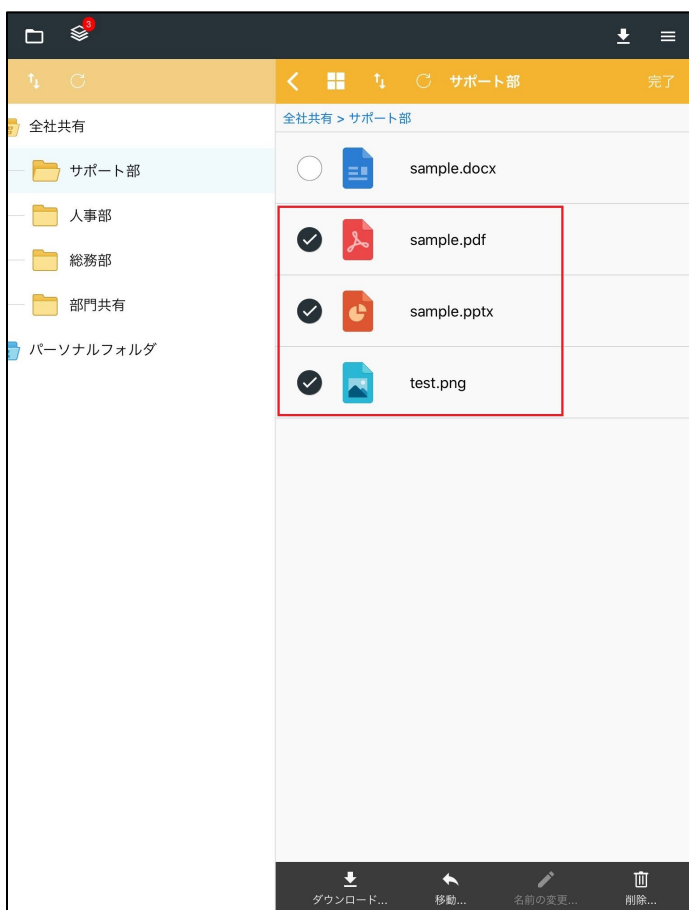 3
サポート部
完了
全社共有
サポート部
人事部
総務部
部門共有
パーソナルフォルダ
全社共有 > サポート部
sample.docx
sample.pdf
sample.pptx
test.png
ダウンロード...
移動...
名前の変更...
削除...